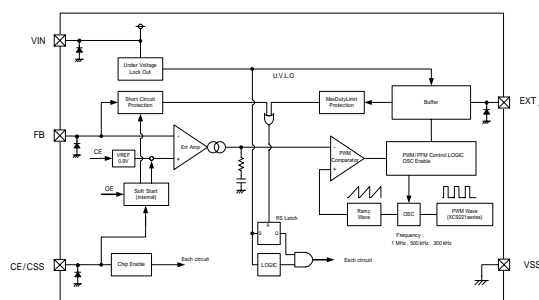 VIN
Under Voltage
Lock Out
U.V.L.O
Short Circuit
Protection
MaxDutyLimit
Protection
Buffer
EXT /
FB
CE
VREF
0.9V
-
+
Err Amp
-
+
PWM
Comparator
PWM/PFM Control LOGIC
OSC Enable
OE
Soft Start
(internal)
RS Latch
R
S
Q
Ramp
Wave
OSC
PWM Wave
(XC9221series)
Frequency :
1 MHz, 500 kHz, 300 kHz
CE/CSS
Chip Enable
Each circuit
LOGIC
Each circuit
VSS